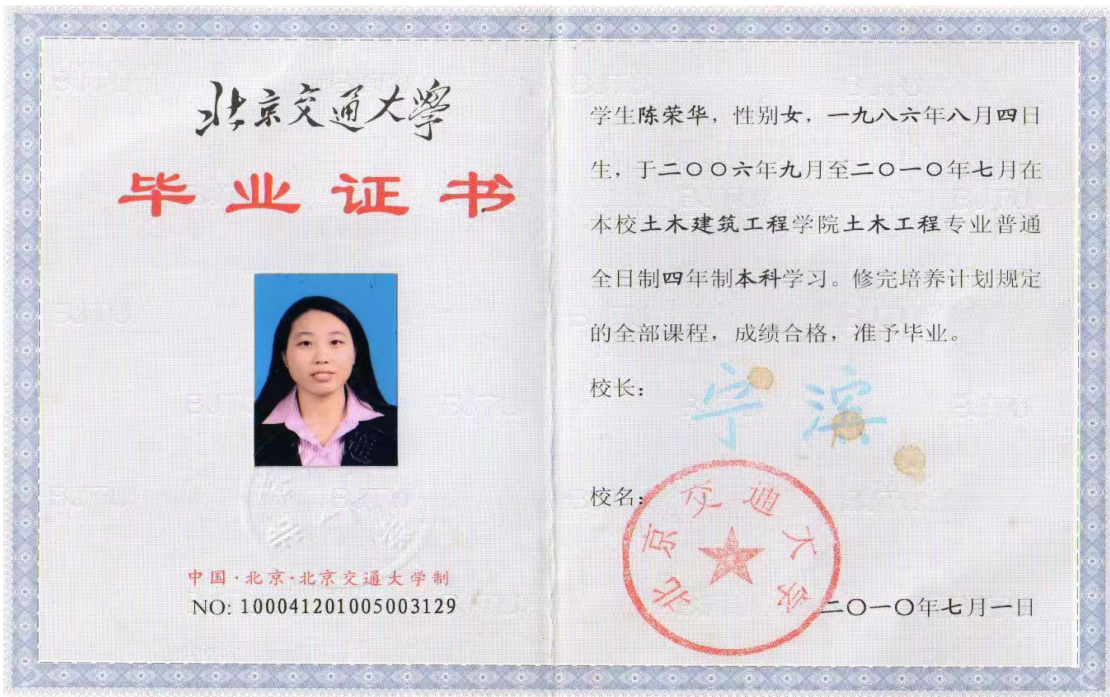 北京交通大學
毕业证书
中国·北京·北京交通大学制
NO: 100041201005003129
学生陈荣华，性别女，一九八六年八月四日
生，于二〇〇六年九月至二〇一〇年七月在
本校土木建筑工程学院土木工程专业普通
全日制四年制本科学习。修完培养计划规定
的全部课程，成绩合格，准予毕业。
校长：
宁滨
校名：
北京交通大学
二〇一〇年七月一日